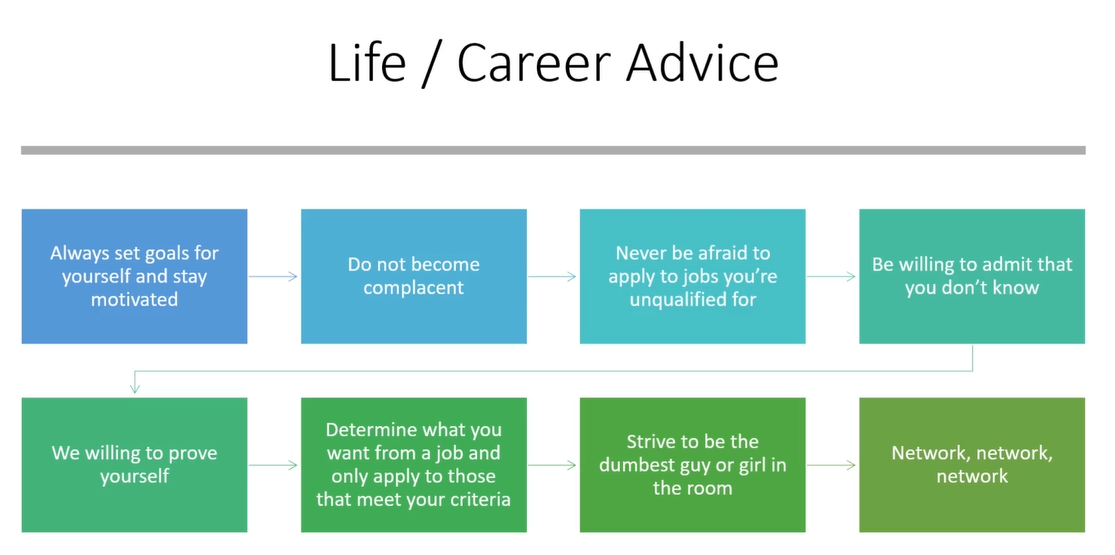 Life / Career Advice
Always set goals for
yourself and stay
motivated
Do not become
complacent
Never be afraid to
apply to jobs you're
unqualified for
Be willing to admit that
you don't know
We willing to prove
yourself
Determine what you
want from a job and
only apply to those
that meet your criteria
Strive to be the
dumbest guy or girl in
the room
Network, network,
network